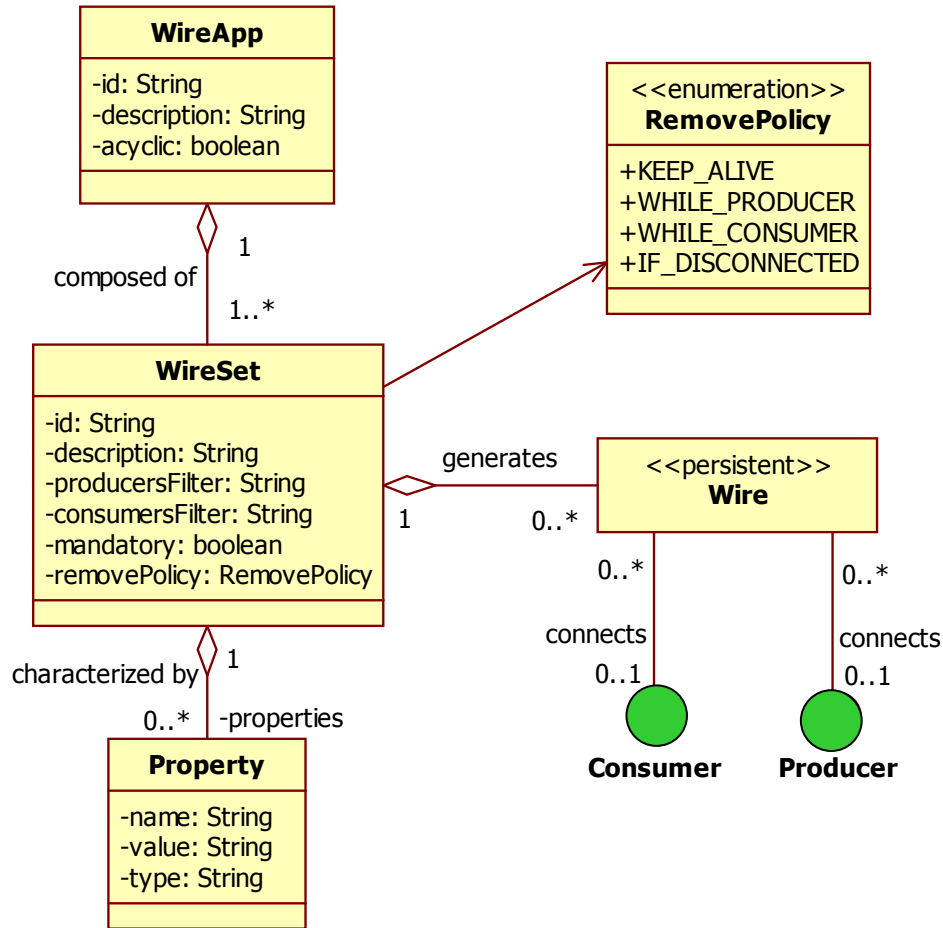 WireApp
-id: String
-description: String
-acyclic: boolean
1
composed of
1..*
<<enumeration>>
RemovePolicy
+KEEP_ALIVE
+WHILE_PRODUCER
+WHILE_CONSUMER
+IF_DISCONNECTED
WireSet
-id: String
-description: String
-producersFilter: String
-consumersFilter: String
-mandatory: boolean
-removePolicy: RemovePolicy
generates
1
0..*
<<persistent>>
Wire
0..*
0..*
connects
connects
0..1
0..1
Consumer
Producer
1
characterized by
0..*
-properties
Property
-name: String
-value: String
-type: String